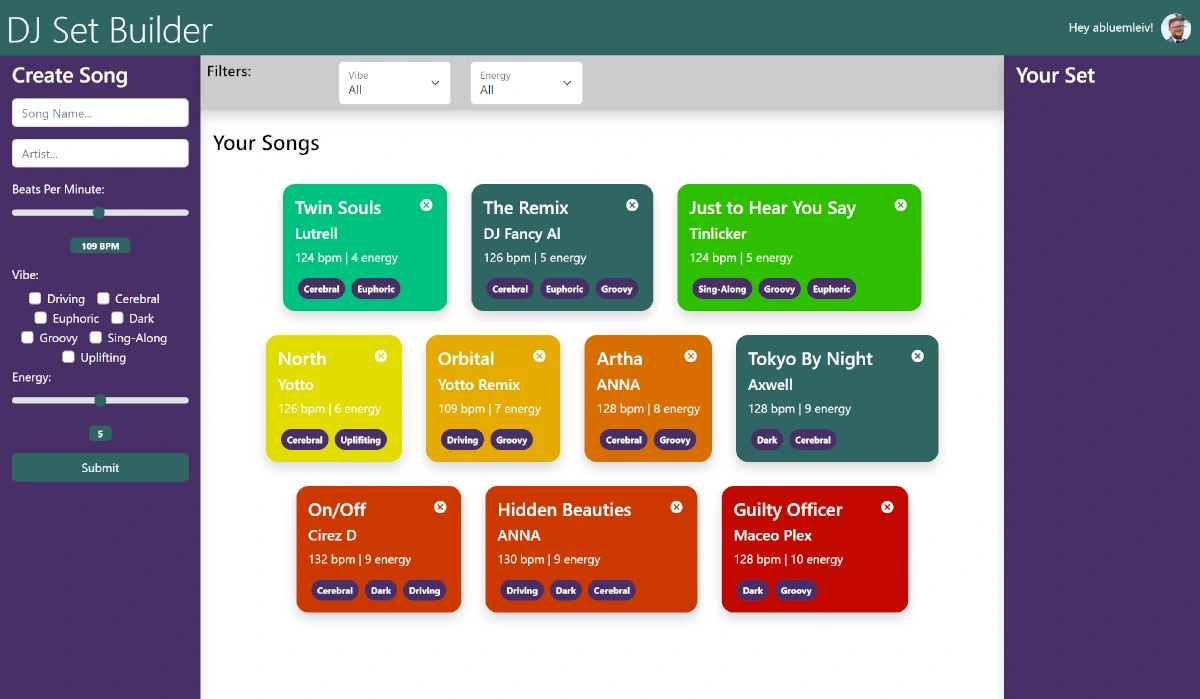 DJ Set Builder
Hey abluemleiv!
Create Song
Song Name...
Artist...
Beats Per Minute:
109 BPM
Vibe:
Driving Cerebral
Euphoric Dark
Groovy Sing-Along
Uplifting
Energy:
5
Submit
Filters:
Vibe
All
Energy
All
Your Songs
Twin Souls
Lutrell
124 bpm | 4 energy
Cerebral Euphoric
The Remix
DJ Fancy Al
126 bpm | 5 energy
Cerebral Euphoric Groovy
Just to Hear You Say
Tinlicker
124 bpm | 5 energy
Sing-Along Groovy Euphoric
North
Yotto
126 bpm | 6 energy
Cerebral Uplifiting
Orbital
Yotto Remix
109 bpm | 7 energy
Driving Groovy
Artha
ANNA
128 bpm | 8 energy
Cerebral Groovy
Tokyo By Night
Axwell
128 bpm | 9 energy
Dark Cerebral
On/Off
Cirez D
132 bpm | 9 energy
Cerebral Dark Driving
Hidden Beauties
ANNA
130 bpm | 9 energy
Driving Dark Cerebral
Guilty Officer
Maceo Plex
128 bpm | 10 energy
Dark Groovy
Your Set